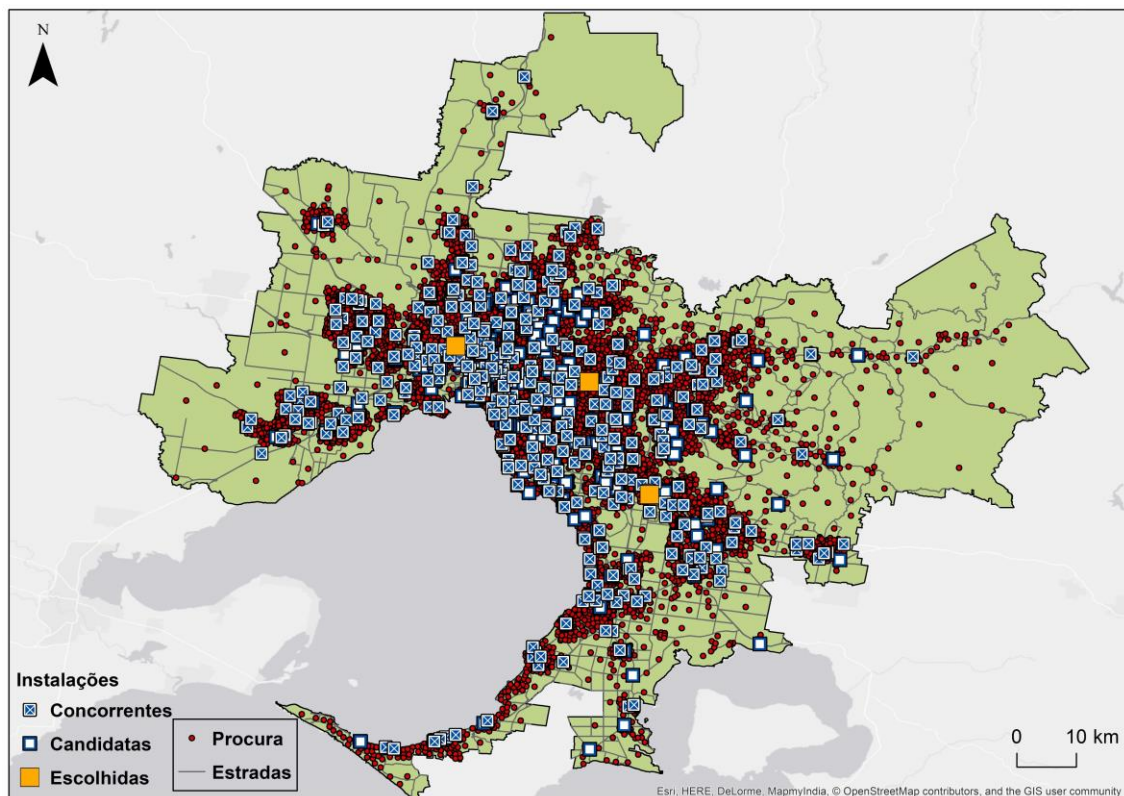 N
Instalações
Concorrentes
Candidatas
Escolhidas
Procura
Estradas
0 10 km
Esri, HERE, DeLorme, MapmyIndia, © OpenStreetMap contributors, and the GIS user community